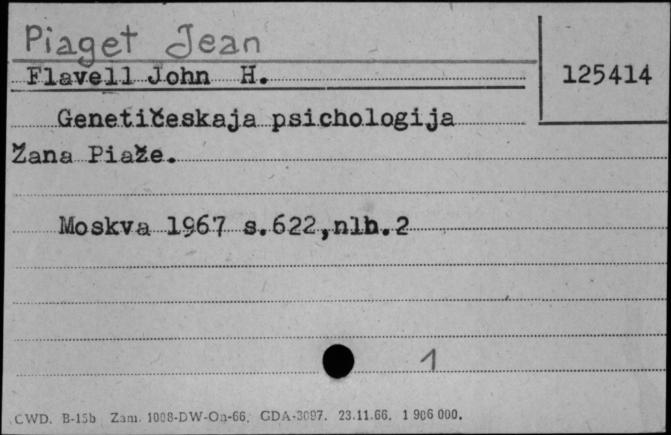 Piaget Jean
Flavell John H.
125414
Genetičeskaja psichologija
Žana Piaže.
Moskva 1967 s.622,nlb.2
1
CWD. B-15b Zam. 1008-DW-On-66. GDA-3097. 23.11.66. 1 906 000.